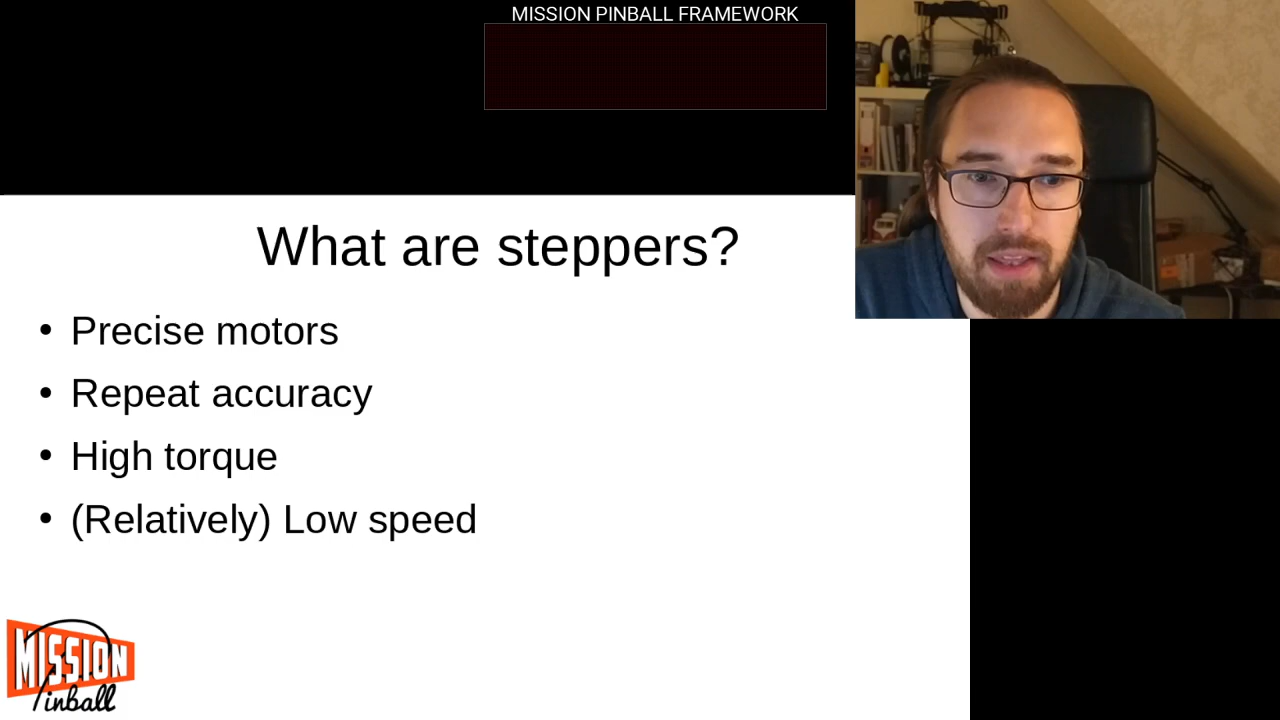 MISSION PINBALL FRAMEWORK
What are steppers?
• Precise motors
• Repeat accuracy
• High torque
• (Relatively) Low speed
MISSION
Pinball